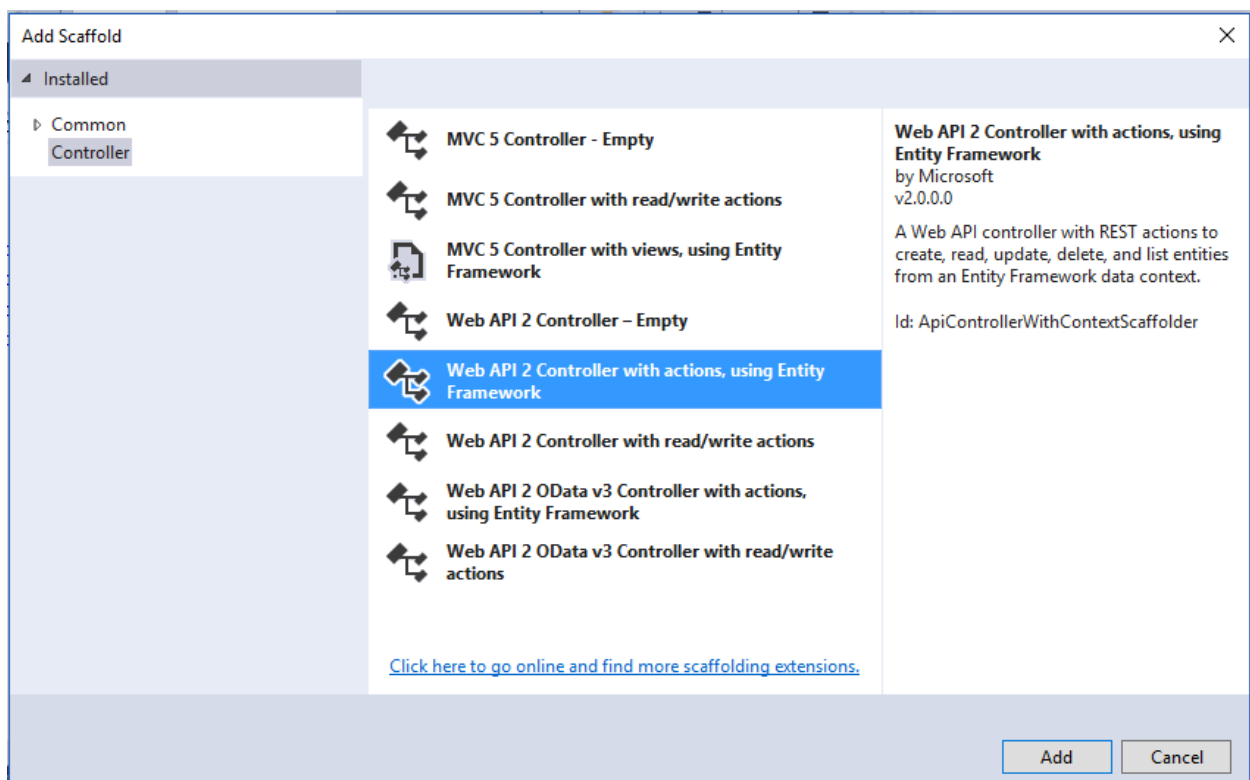 Add Scaffold
Installed
Common
Controller
MVC 5 Controller - Empty
MVC 5 Controller with read/write actions
MVC 5 Controller with views, using Entity
Framework
Web API 2 Controller – Empty
Web API 2 Controller with actions, using Entity
Framework
Web API 2 Controller with read/write actions
Web API 2 OData v3 Controller with actions,
using Entity Framework
Web API 2 OData v3 Controller with read/write
actions
Click here to go online and find more scaffolding extensions.
Web API 2 Controller with actions, using
Entity Framework
by Microsoft
v2.0.0.0
A Web API controller with REST actions to
create, read, update, delete, and list entities
from an Entity Framework data context.
Id: ApiControllerWithContextScaffolder
Add
Cancel